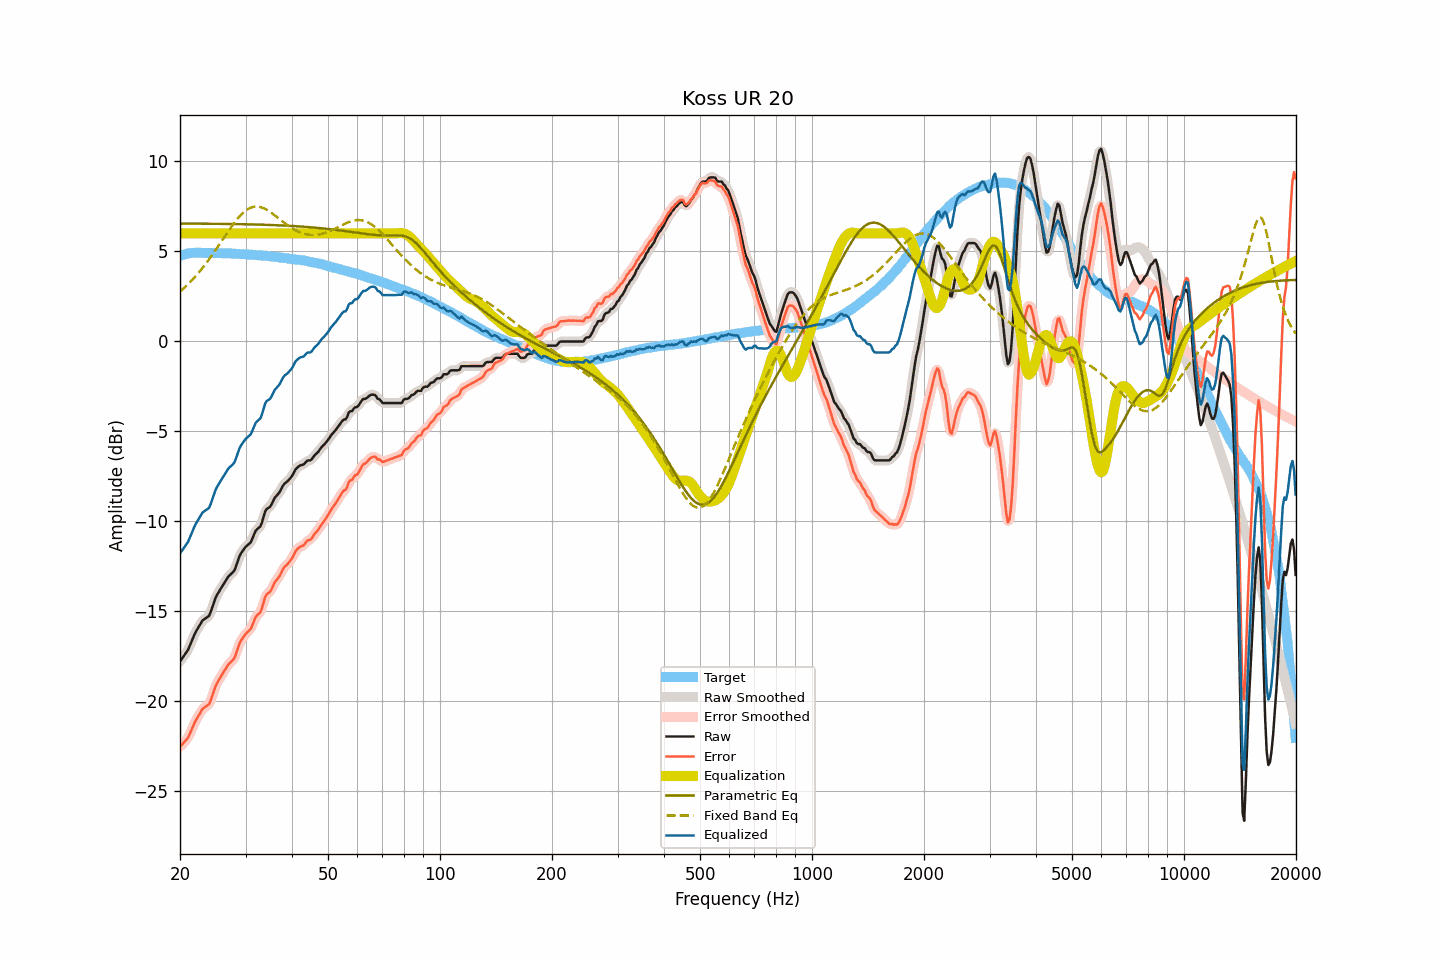 Koss UR 20
10
5
0
−5
−10
−15
−20
−25
Amplitude (dBr)
Target
Raw Smoothed
Error Smoothed
Raw
Error
Equalization
Parametric Eq
Fixed Band Eq
Equalized
20 50 100 200 500 1000 2000 5000 10000 20000
Frequency (Hz)